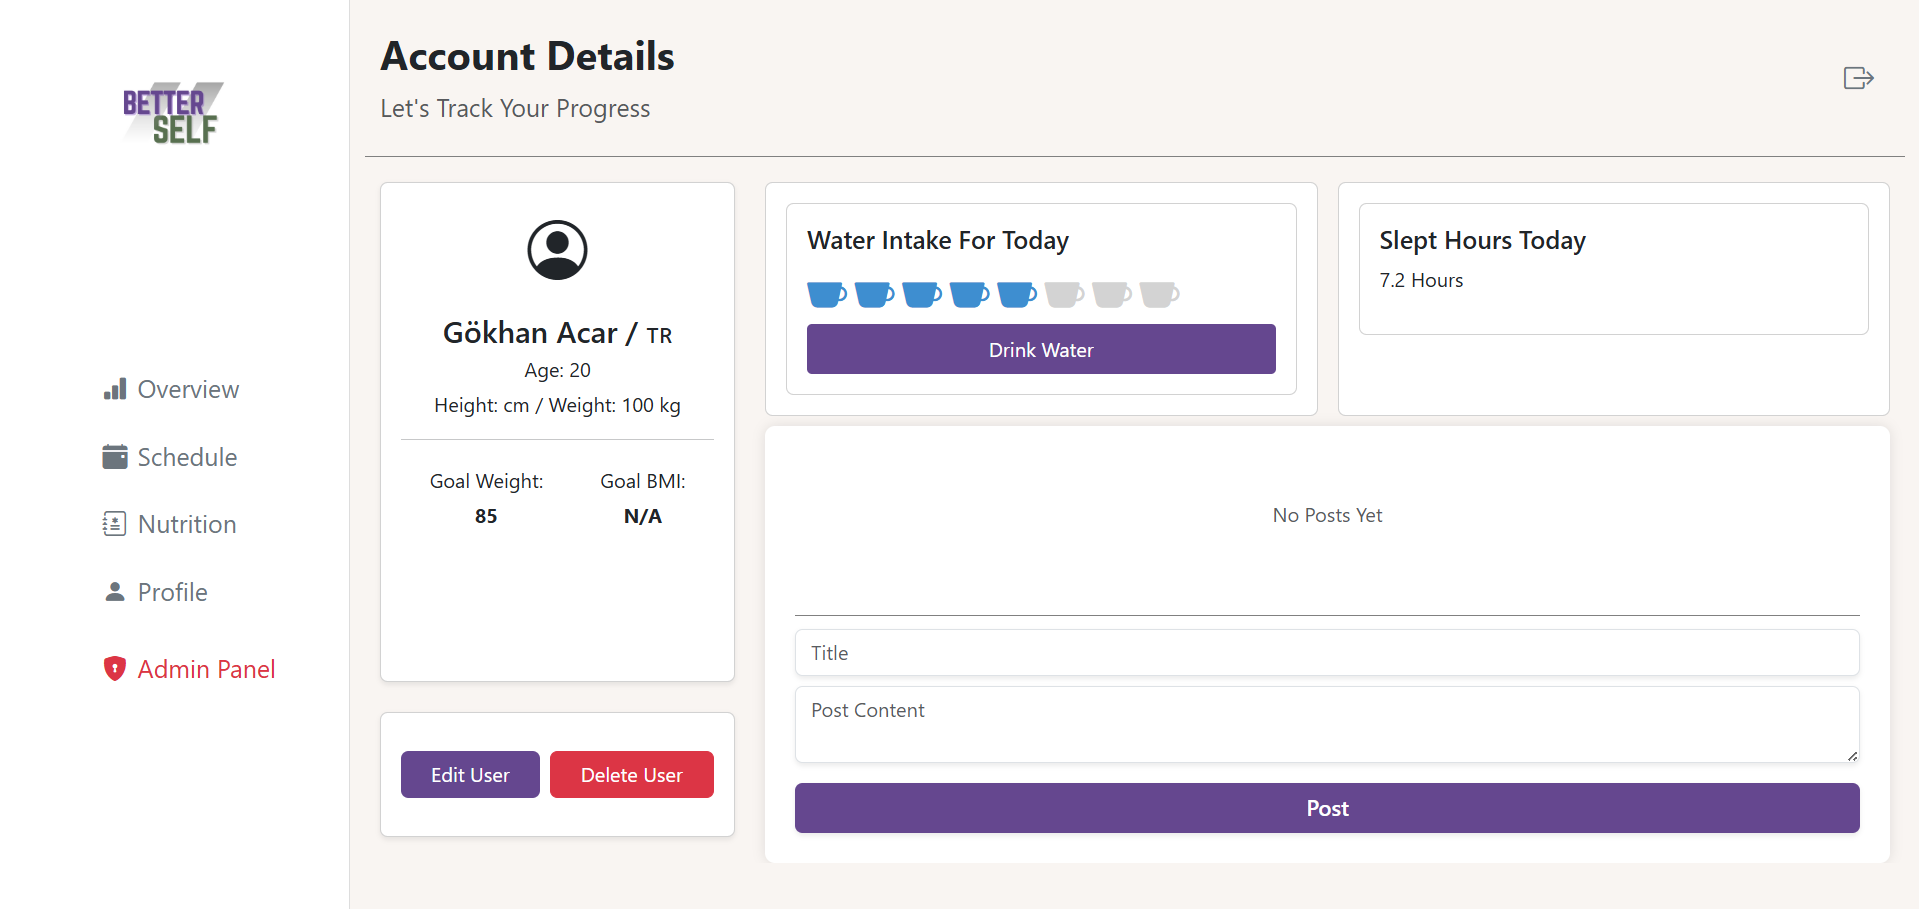 BETTER
SELF
Overview
Schedule
Nutrition
Profile
Admin Panel
Account Details
Let's Track Your Progress
Gökhan Acar / TR
Age: 20
Height: cm / Weight: 100 kg
Goal Weight:
85
Goal BMI:
N/A
Edit User
Delete User
Water Intake For Today
Drink Water
Slept Hours Today
7.2 Hours
No Posts Yet
Title
Post Content
Post